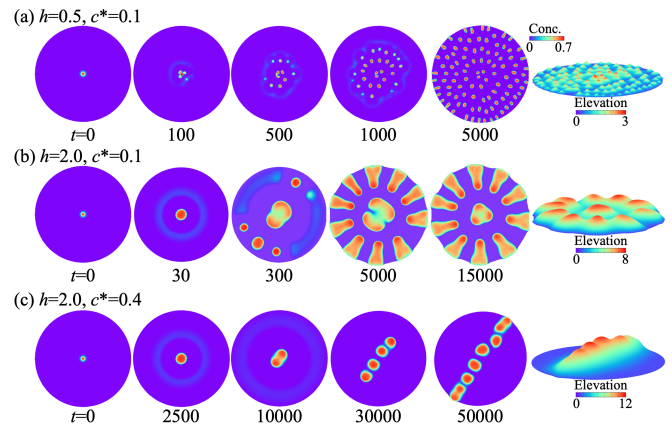 (a) h=0.5, c*=0.1
Conc.
0 0.7
Elevation
0 3
t=0 100 500 1000 5000
(b) h=2.0, c*=0.1
Elevation
0 8
t=0 30 300 5000 15000
(c) h=2.0, c*=0.4
Elevation
0 12
t=0 2500 10000 30000 50000